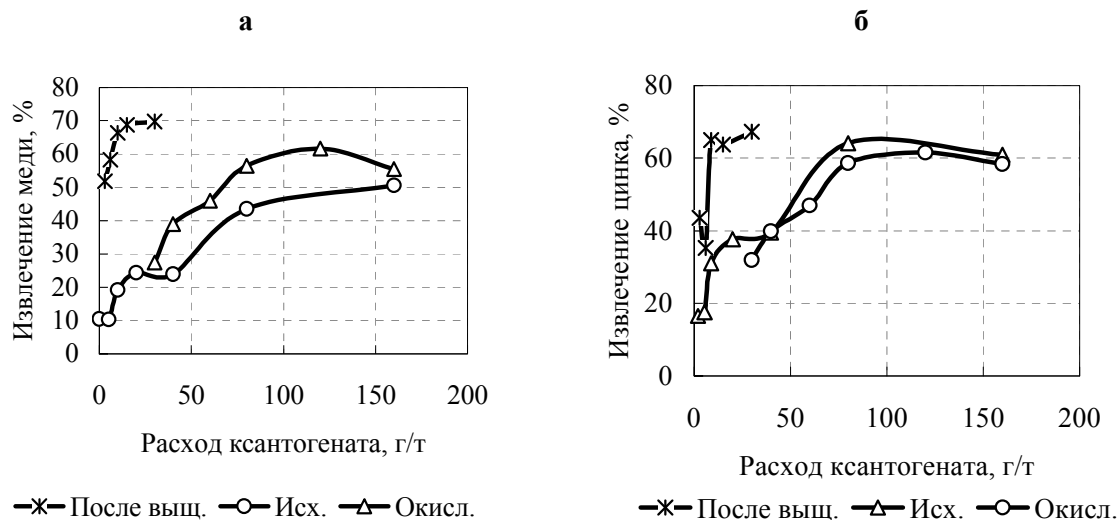 а
Извлечение меди, %
80
70
60
50
40
30
20
10
0
0 50 100 150 200
Расход ксантогената, г/т
После выщ. Исх. Окисл.
б
Извлечение цинка, %
80
60
40
20
0
0 50 100 150 200
Расход ксантогената, г/т
После выщ. Исх. Окисл.